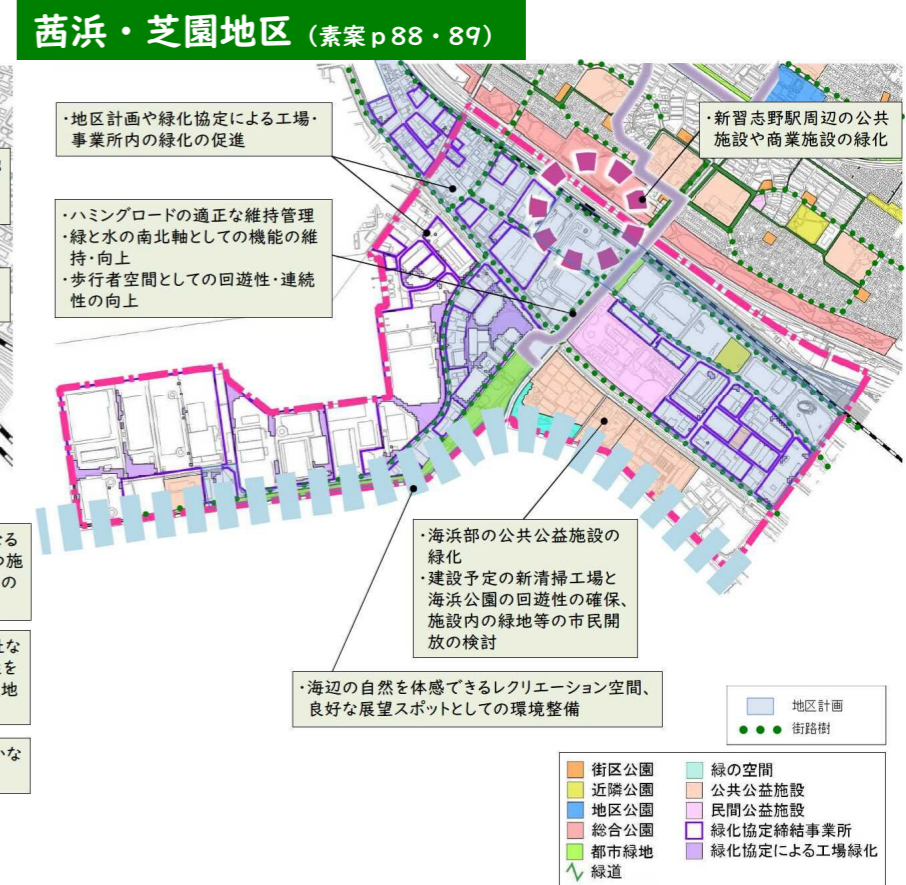 茜浜・芝園地区 (素案p88・89)
・地区計画や緑化協定による工場・
事業所内の緑化の促進
・新習志野駅周辺の公共
施設や商業施設の緑化
・ハミングロードの適正な維持管理
・緑と水の南北軸としての機能の維
持・向上
・歩行者空間としての回遊性・連続
性の向上
・海浜部の公共公益施設の
緑化
・建設予定の新清掃工場と
海浜公園の回遊性の確保、
施設内の緑地等の市民開
放の検討
・海辺の自然を体感できるレクリエーション空間、
良好な展望スポットとしての環境整備
る
施
の
な
を
地
な
地区計画
街路樹
街区公園
近隣公園
地区公園
総合公園
都市緑地
緑道
緑の空間
公共公益施設
民間公益施設
緑化協定締結事業所
緑化協定による工場緑化